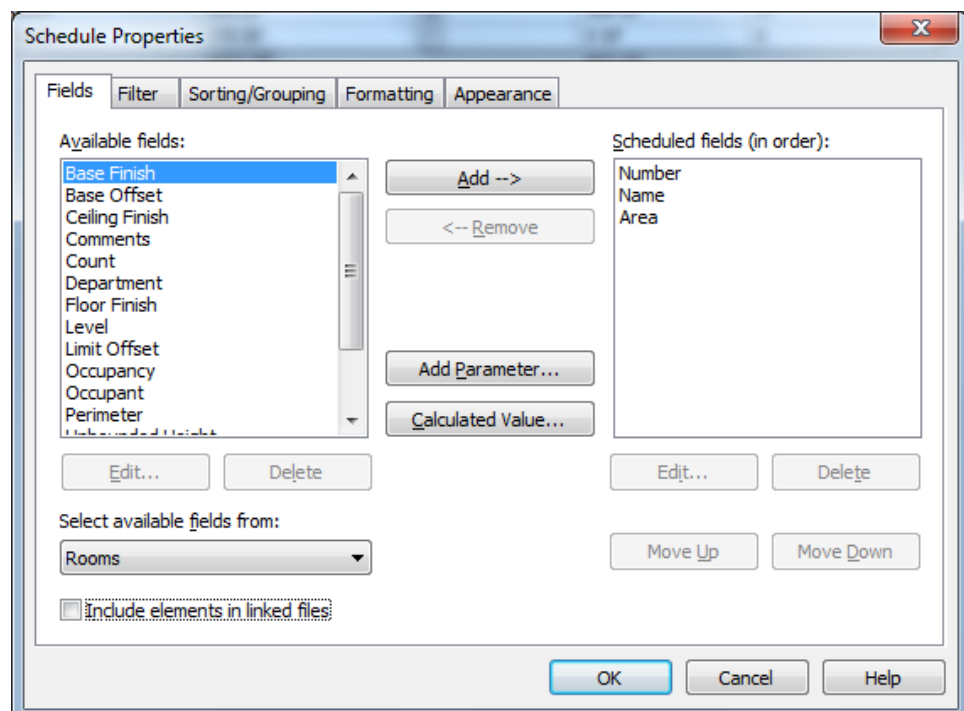 Schedule Properties
Fields Filter Sorting/Grouping Formatting Appearance
Available fields:
Base Finish
Base Offset
Ceiling Finish
Comments
Count
Department
Floor Finish
Level
Limit Offset
Occupancy
Occupant
Perimeter
Unbounded Height
Add -->
<-- Remove
Add Parameter...
Calculated Value...
Scheduled fields (in order):
Number
Name
Area
Edit... Delete
Edit... Delete
Select available fields from:
Rooms
Move Up Move Down
Include elements in linked files
OK Cancel Help